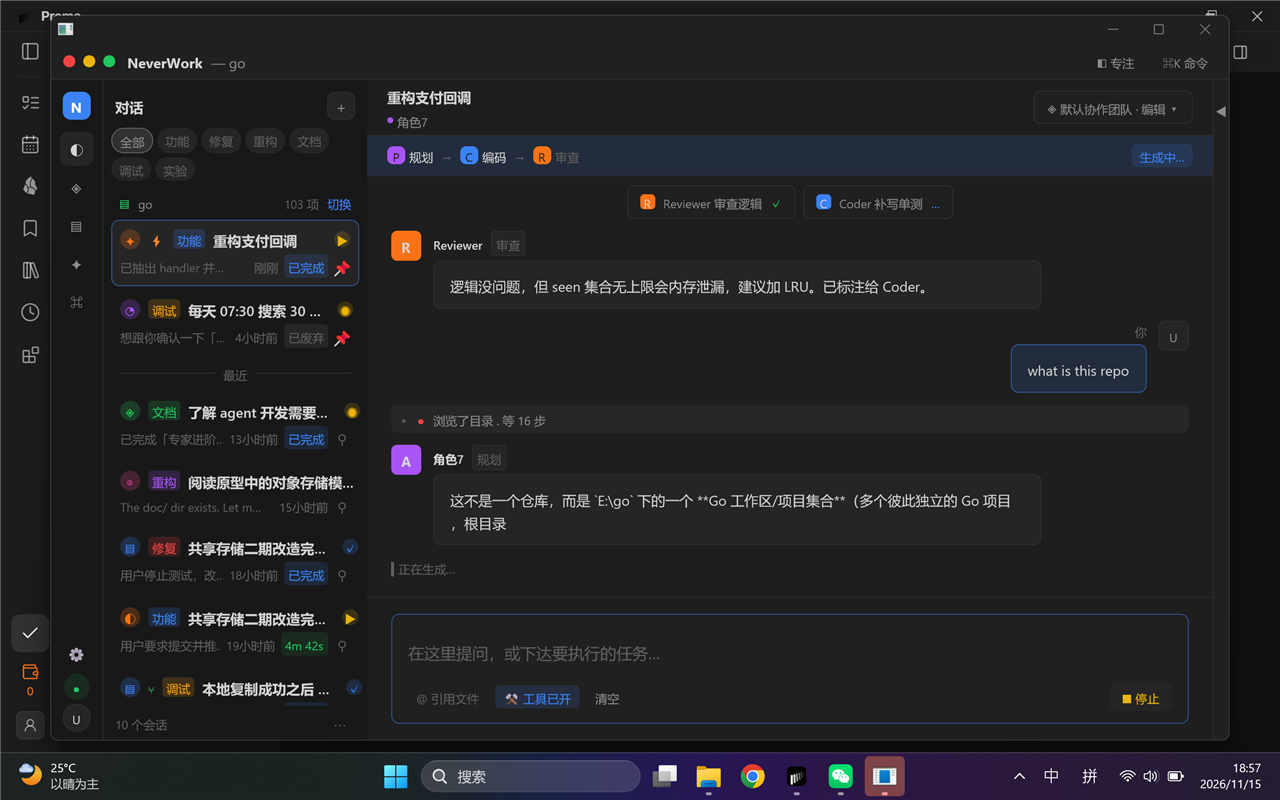 NeverWork — go
专注
⌘K 命令
N
对话
+
全部 功能 修复 重构 文档
调试 实验
go 103 项 切换
功能 重构支付回调
已抽出 handler 并... 刚刚 已完成
调试 每天 07:30 搜索 30 ...
想跟你确认一下「... 4小时前 已废弃
最近
文档 了解 agent 开发需要...
已完成「专家进阶.. 13小时前 已完成
重构 阅读原型中的对象存储模...
The doc/ dir exists. Let m... 15小时前
修复 共享存储二期改造完...
用户停止测试，改.. 18小时前 已完成
功能 共享存储二期改造完...
用户要求提交并推. 19小时前 4m 42s
调试 本地复制成功之后 ...
10 个会话 ...
U
0
重构支付回调
角色7
默认协作团队 · 编辑
P 规划 → C 编码 → R 审查
生成中...
R Reviewer 审查逻辑 ✓
C Coder 补写单测 ...
R
Reviewer 审查
逻辑没问题，但 seen 集合无上限会内存泄漏，建议加 LRU。已标注给 Coder。
你
U
what is this repo
浏览了目录 . 等 16 步
A
角色7 规划
这不是一个仓库，而是 `E:\go` 下的一个 **Go 工作区/项目集合**（多个彼此独立的 Go 项目
，根目录
正在生成...
在这里提问，或下达要执行的任务...
@ 引用文件
工具已开
清空
停止
25°C
以晴为主
搜索
中
拼
18:57
2026/11/15